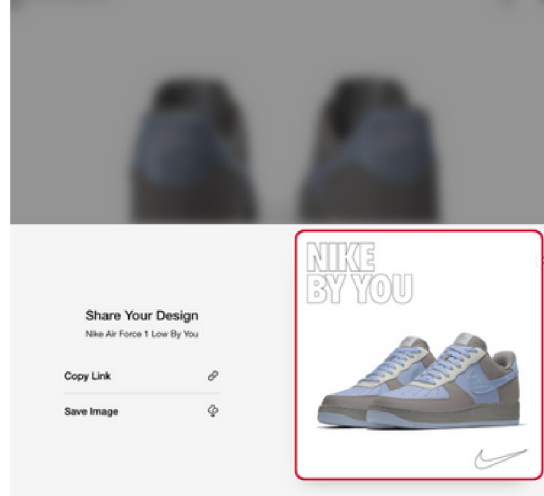 Share Your Design
Nike Air Force 1 Low By You
Copy Link
Save Image
NIKE
BY YOU